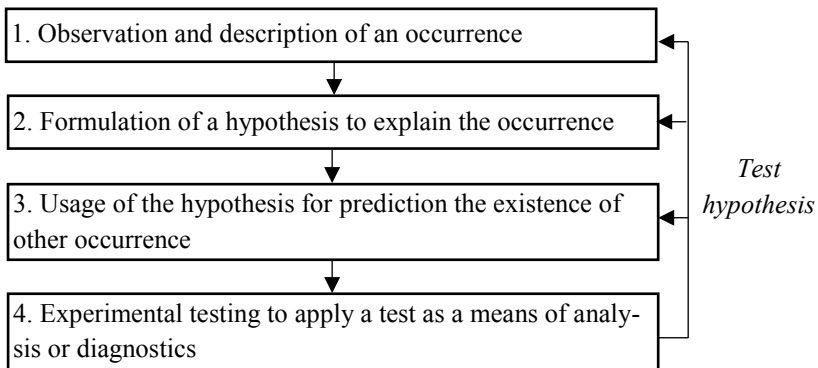 1. Observation and description of an occurrence
2. Formulation of a hypothesis to explain the occurrence
3. Usage of the hypothesis for prediction the existence of
other occurrence
4. Experimental testing to apply a test as a means of analy-
sis or diagnostics
Test
hypothesis